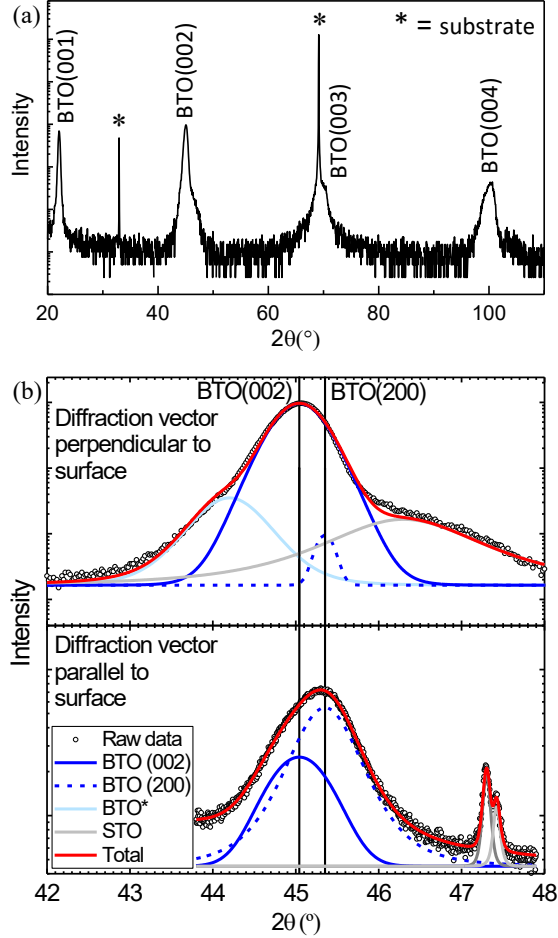 (a)
* = substrate
Intensity
BTO(001)
*
BTO(002)
*
BTO(003)
BTO(004)
20 40 60 80 100
2θ(°)
(b)
BTO(002) BTO(200)
Diffraction vector
perpendicular to
surface
Intensity
Diffraction vector
parallel to
surface
Raw data
BTO (002)
BTO (200)
BTO*
STO
Total
42 43 44 45 46 47 48
2θ (º)